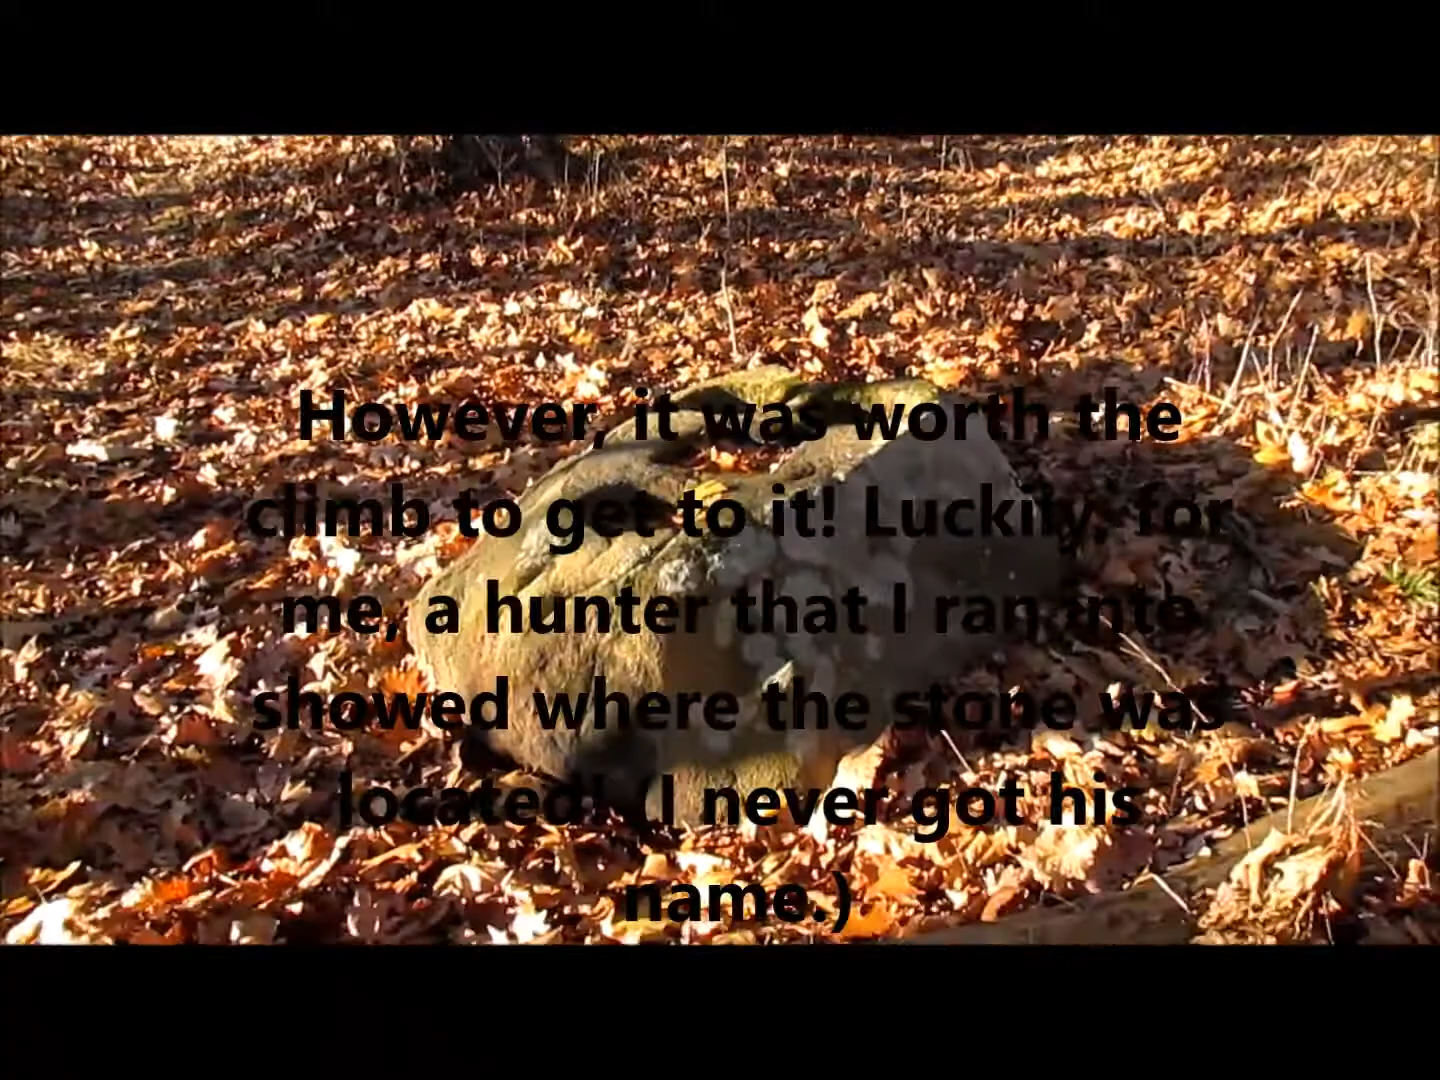 However, it was worth the
climb to get to it! Luckily, for
me, a hunter that I ran into
showed where the stone was
located! (I never got his
name.)